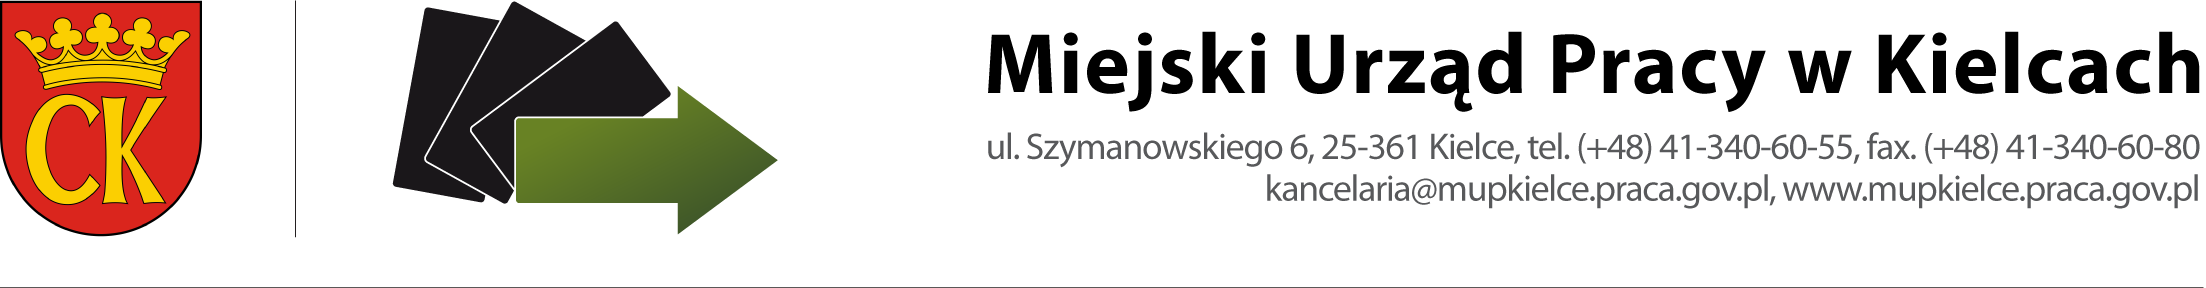 CK
Miejski Urząd Pracy w Kielcach
ul. Szymanowskiego 6, 25-361 Kielce, tel. (+48) 41-340-60-55, fax. (+48) 41-340-60-80
kancelaria@mupkielce.praca.gov.pl, www.mupkielce.praca.gov.pl